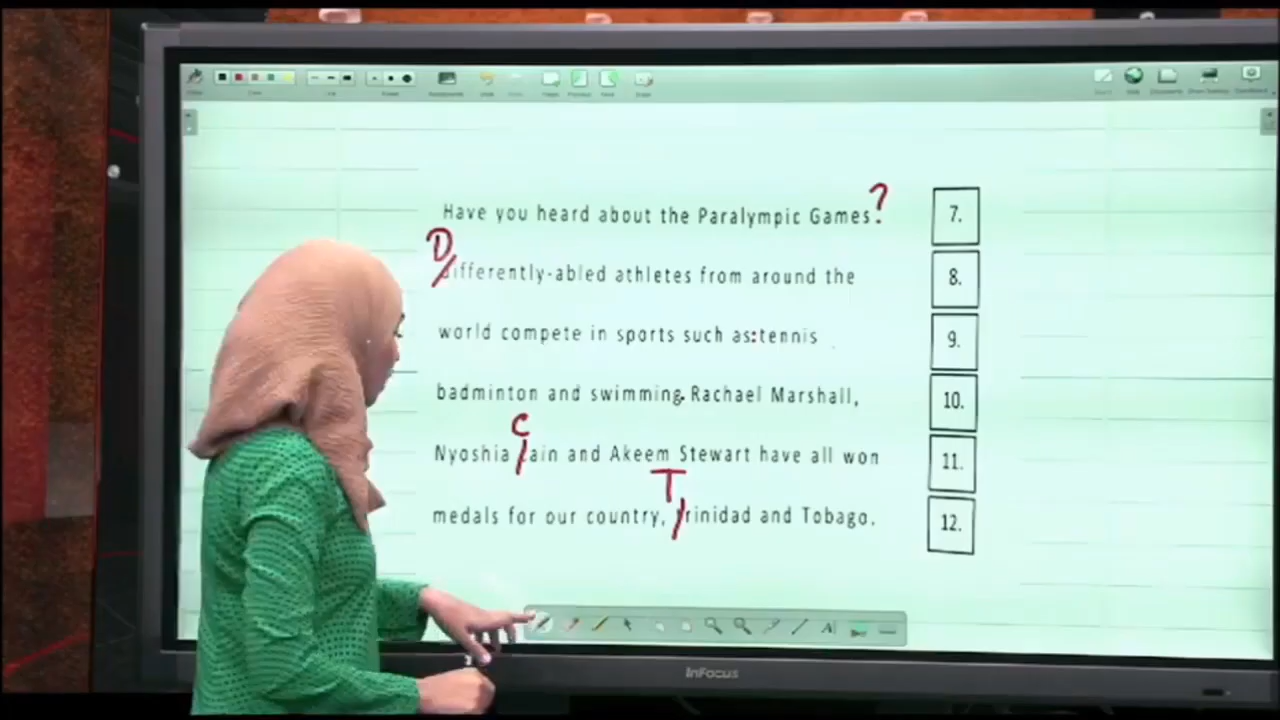 Have you heard about the Paralympic Games? 7.
Differently-abled athletes from around the 8.
world compete in sports such as:tennis 9.
badminton and swimming. Rachael Marshall, 10.
Nyoshia Cain and Akeem Stewart have all won 11.
medals for our country, Trinidad and Tobago. 12.
InFocus